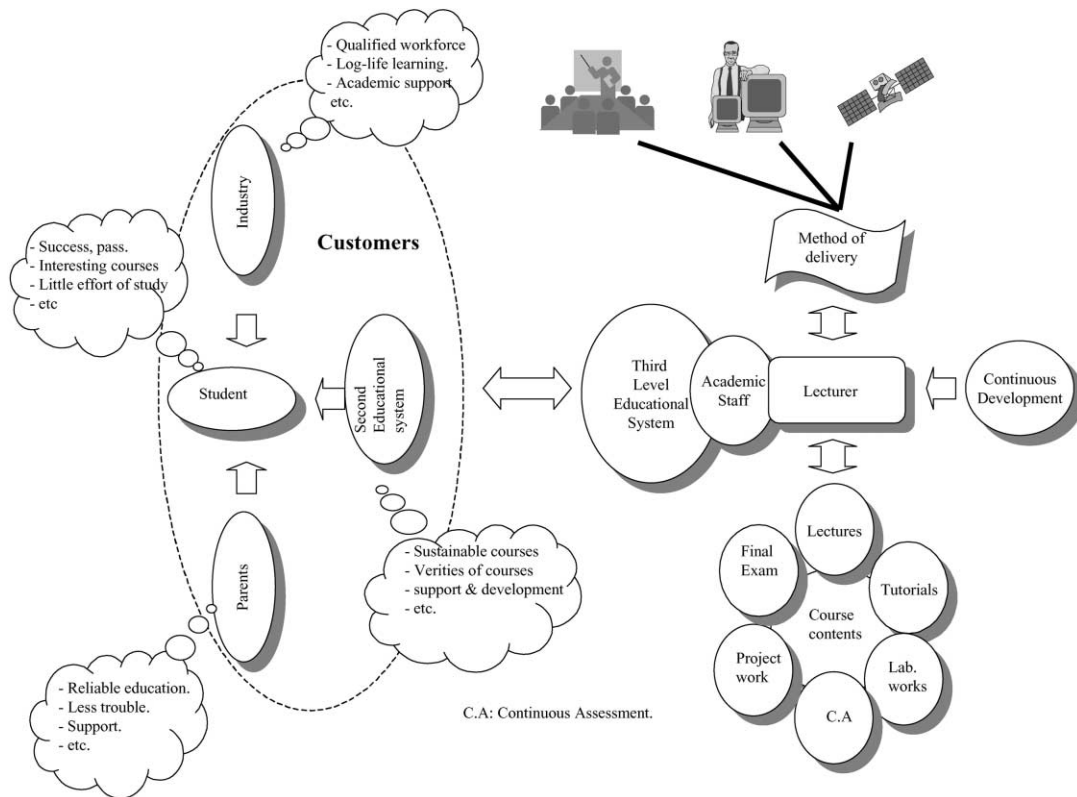 - Qualified workforce
- Log-life learning.
- Academic support
etc.
Industry
Customers
- Success, pass.
- Interesting courses
- Little effort of study
- etc
Student
Second
Educational
system
Parents
- Sustainable courses
- Verities of courses
- support & development
- etc.
- Reliable education.
- Less trouble.
- Support.
- etc.
C.A: Continuous Assessment.
Method of
delivery
Third
Level
Educational
System
Academic
Staff
Lecturer
Continuous
Development
Lectures
Final
Exam
Tutorials
Course
contents
Project
work
Lab.
works
C.A